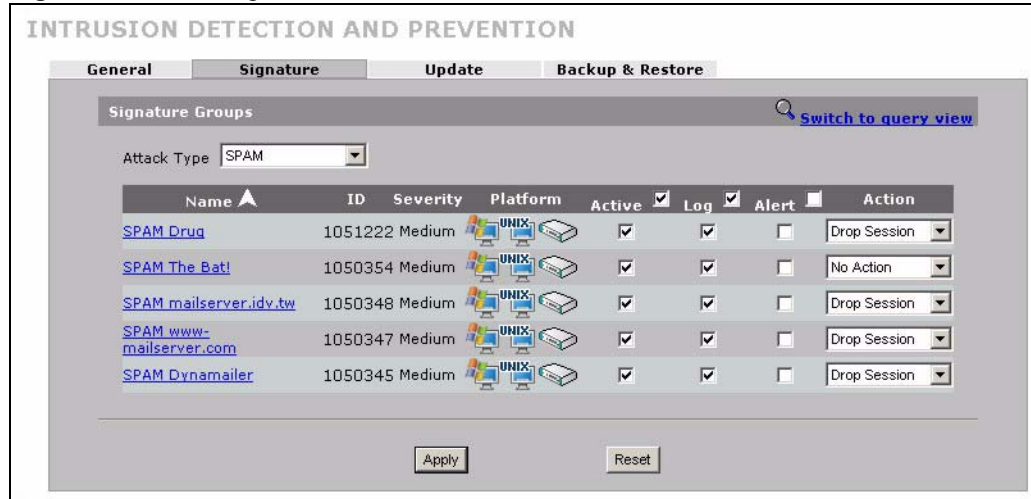 INTRUSION DETECTION AND PREVENTION
General Signature Update Backup & Restore
Signature Groups Switch to query view
Attack Type SPAM
Name ID Severity Platform Active Log Alert Action
SPAM Drug 1051222 Medium UNIX Drop Session
SPAM The Bat! 1050354 Medium UNIX No Action
SPAM mailserver.idv.tw 1050348 Medium UNIX Drop Session
SPAM www-
mailserver.com 1050347 Medium UNIX Drop Session
SPAM Dynamailer 1050345 Medium UNIX Drop Session
Apply Reset